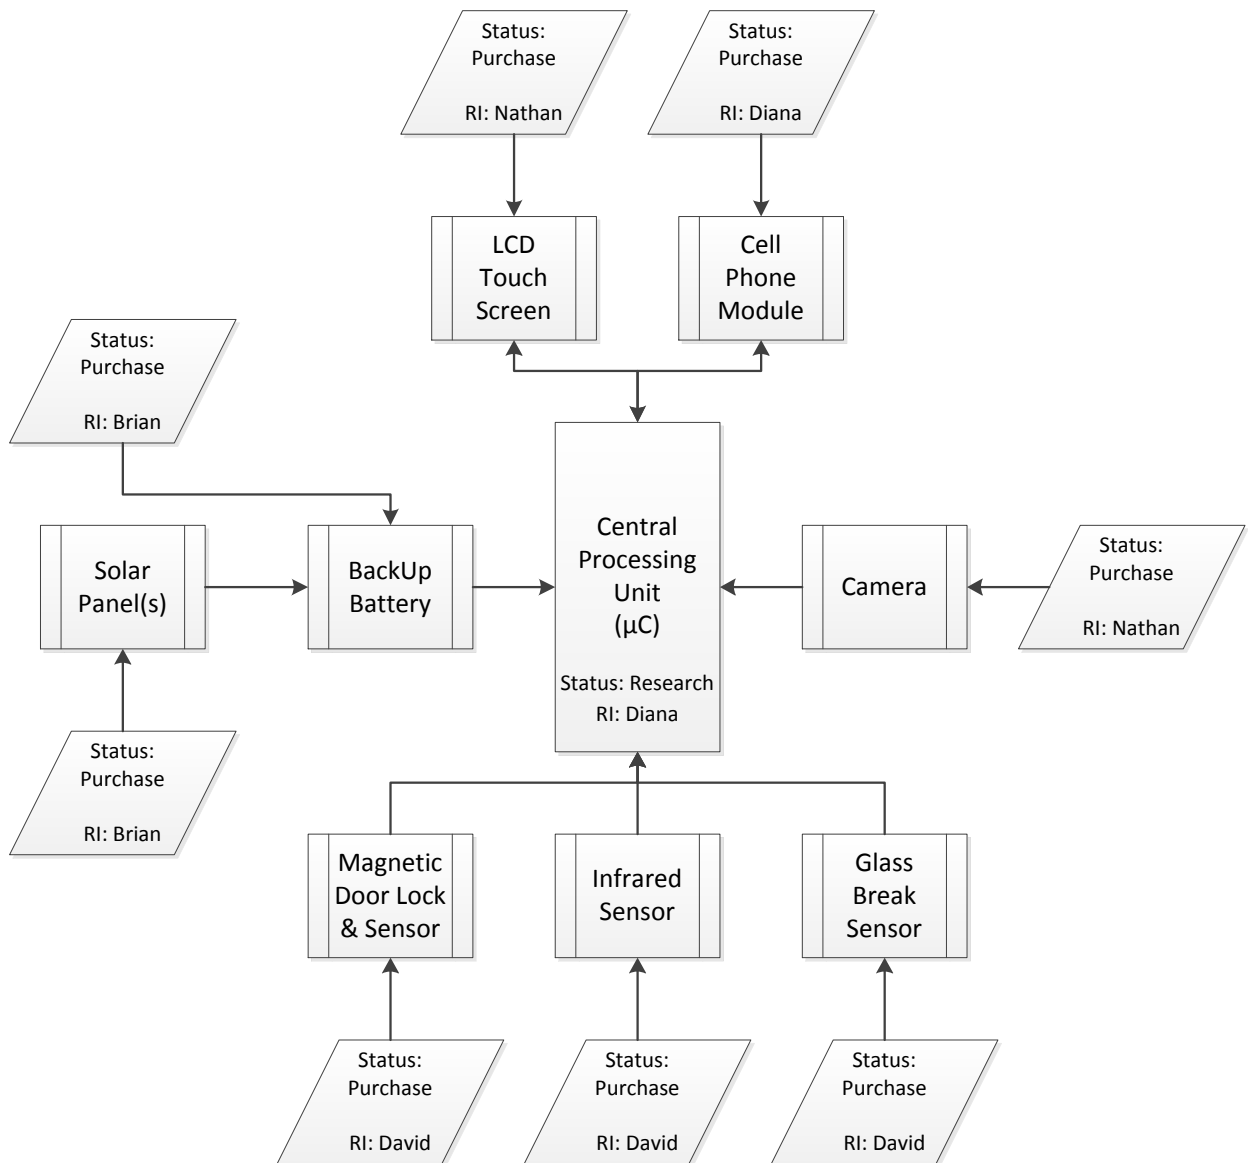 Status:
Purchase
RI: Nathan
Status:
Purchase
RI: Diana
LCD
Touch
Screen
Cell
Phone
Module
Status:
Purchase
RI: Brian
Solar
Panel(s)
BackUp
Battery
Central
Processing
Unit
(µC)
Status: Research
RI: Diana
Camera
Status:
Purchase
RI: Nathan
Status:
Purchase
RI: Brian
Magnetic
Door Lock
& Sensor
Infrared
Sensor
Glass
Break
Sensor
Status:
Purchase
RI: David
Status:
Purchase
RI: David
Status:
Purchase
RI: David